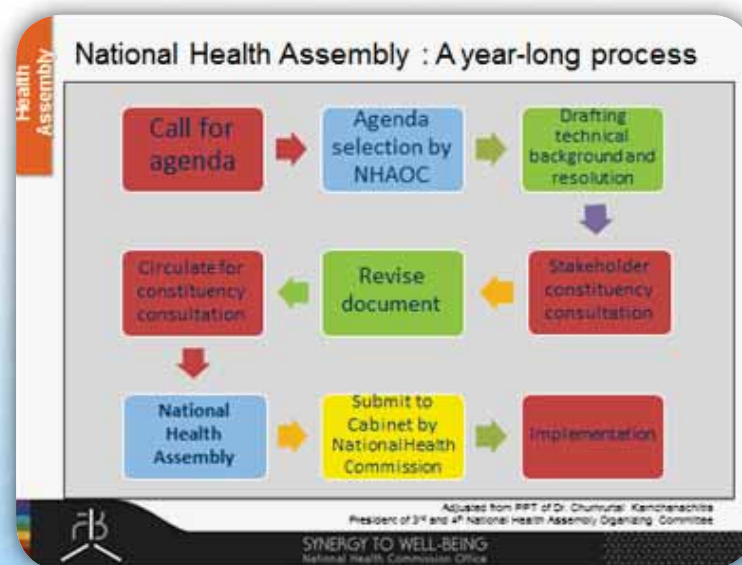 Health
Assembly
National Health Assembly : A year-long process
Call for
agenda
Agenda
selection by
NHAOC
Drafting
technical
background and
resolution
Stakeholder
constituency
consultation
Revise
document
Circulate for
constituency
consultation
National
Health
Assembly
Submit to
Cabinet by
NationalHealth
Commission
Implementation
Adjusted from PPT of Dr. Churnrurtai
President of 3rd and 4th National Health Assembly Organizing Committee
SYNERGY TO WELL-BEING
National Health Commission Office